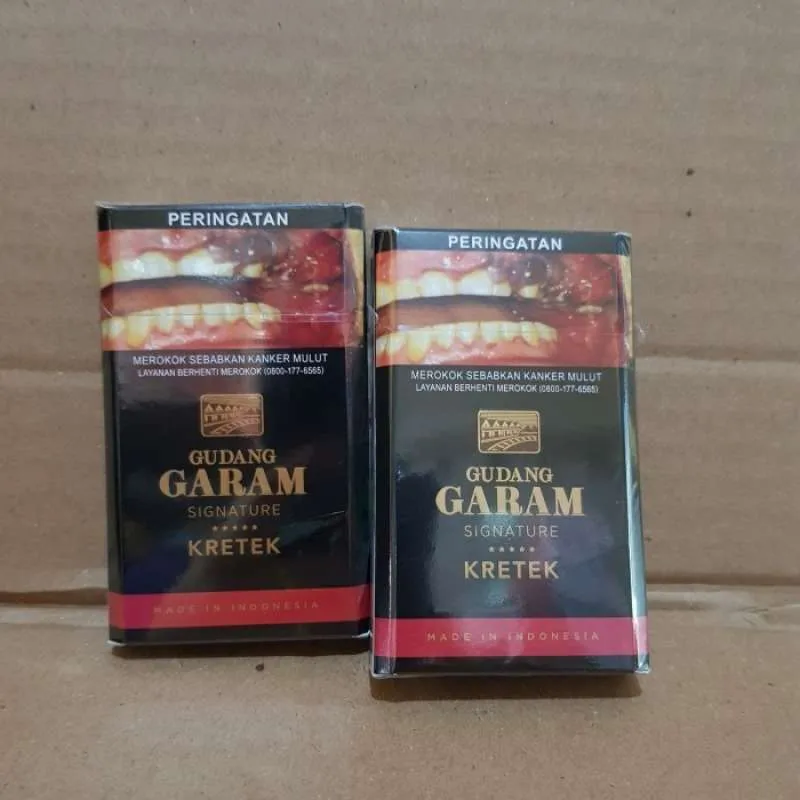 PERINGATAN
MEROKOK SEBABKAN KANKER MULUT
LAYANAN BERHENTI MEROKOK (0800-177-6565)
GUDANG
GARAM
SIGNATURE
KRETEK
MADE IN INDONESIA
PERINGATAN
MEROKOK SEBABKAN KANKER MULUT
LAYANAN BERHENTI MEROKOK (0800-177-6565)
GUDANG
GARAM
SIGNATURE
KRETEK
MADE IN INDONESIA